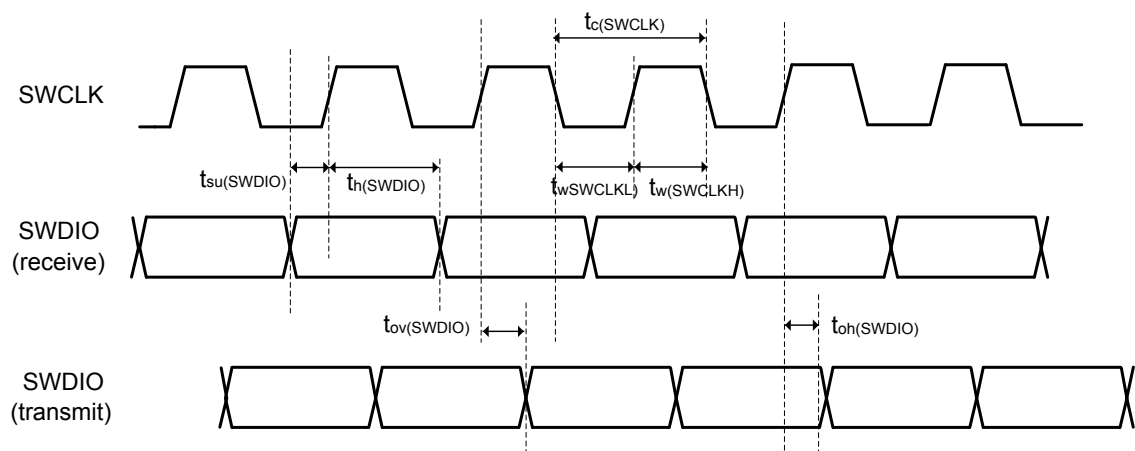 tc(SWCLK)
SWCLK
tsu(SWDIO)
th(SWDIO)
twSWCLKL)
tw(SWCLKH)
SWDIO
(receive)
tov(SWDIO)
toh(SWDIO)
SWDIO
(transmit)